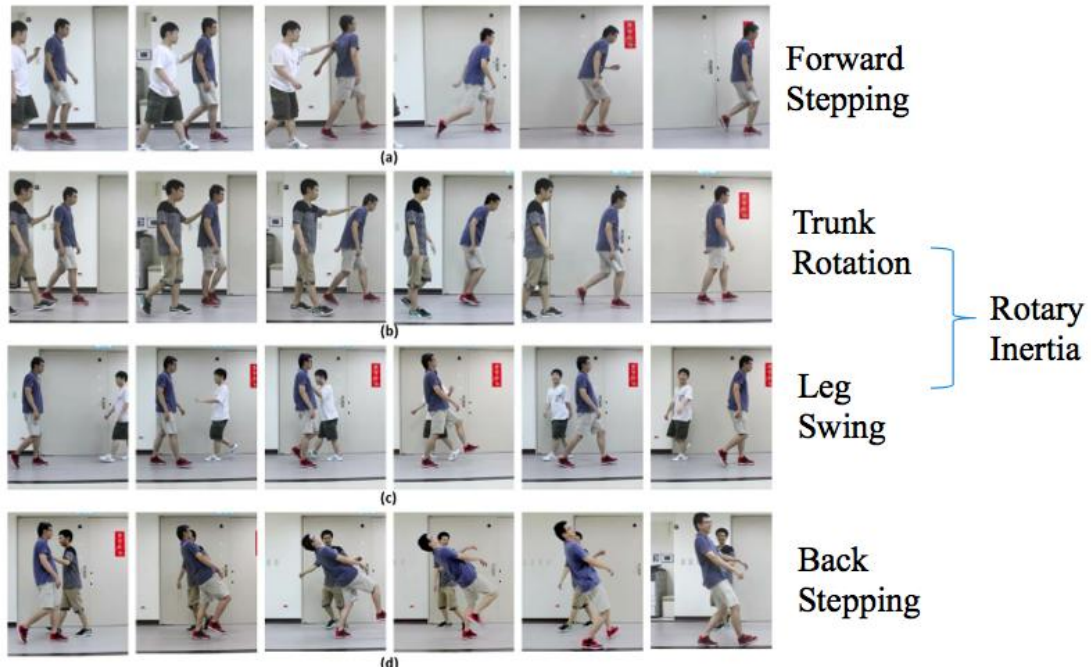 Forward
Stepping
(a)
Trunk
Rotation
(b)
Rotary
Inertia
Leg
Swing
(c)
Back
Stepping
(d)